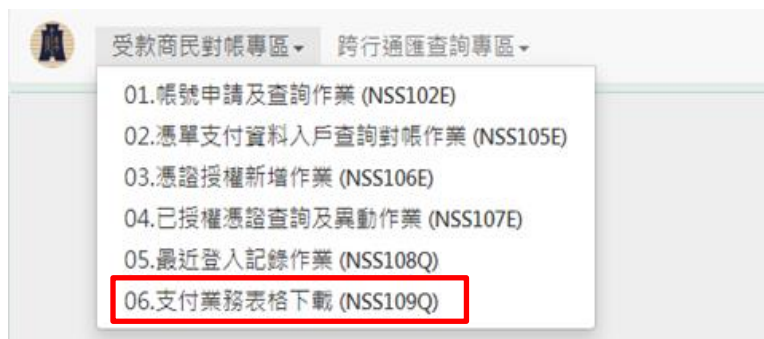 受款商民對帳專區 跨行通匯查詢專區
01.帳號申請及查詢作業 (NSS102E)
02.憑單支付資料入戶查詢對帳作業 (NSS105E)
03.憑證授權新增作業 (NSS106E)
04.已授權憑證查詢及異動作業 (NSS107E)
05.最近登入記錄作業 (NSS108Q)
06.支付業務表格下載 (NSS109Q)